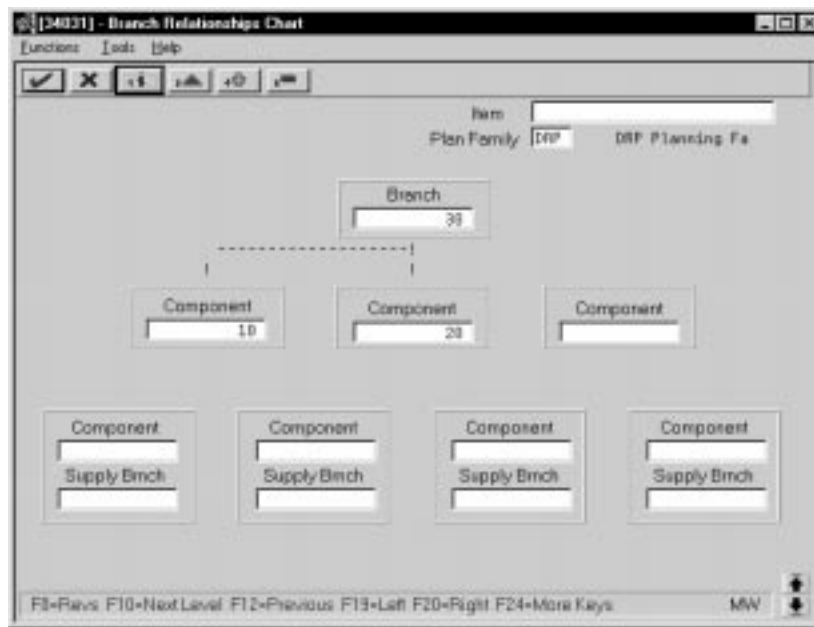 [34031] - Branch Relationships Chart
Functions Tools Help
Item
Plan Family DRP DRP Planning Fa
Branch
30
Component Component Component
10 20
Component Component Component Component
Supply Brnch Supply Brnch Supply Brnch Supply Brnch
F8=Revs F10=Next Level F12=Previous F19=Left F20=Right F24=More Keys MW